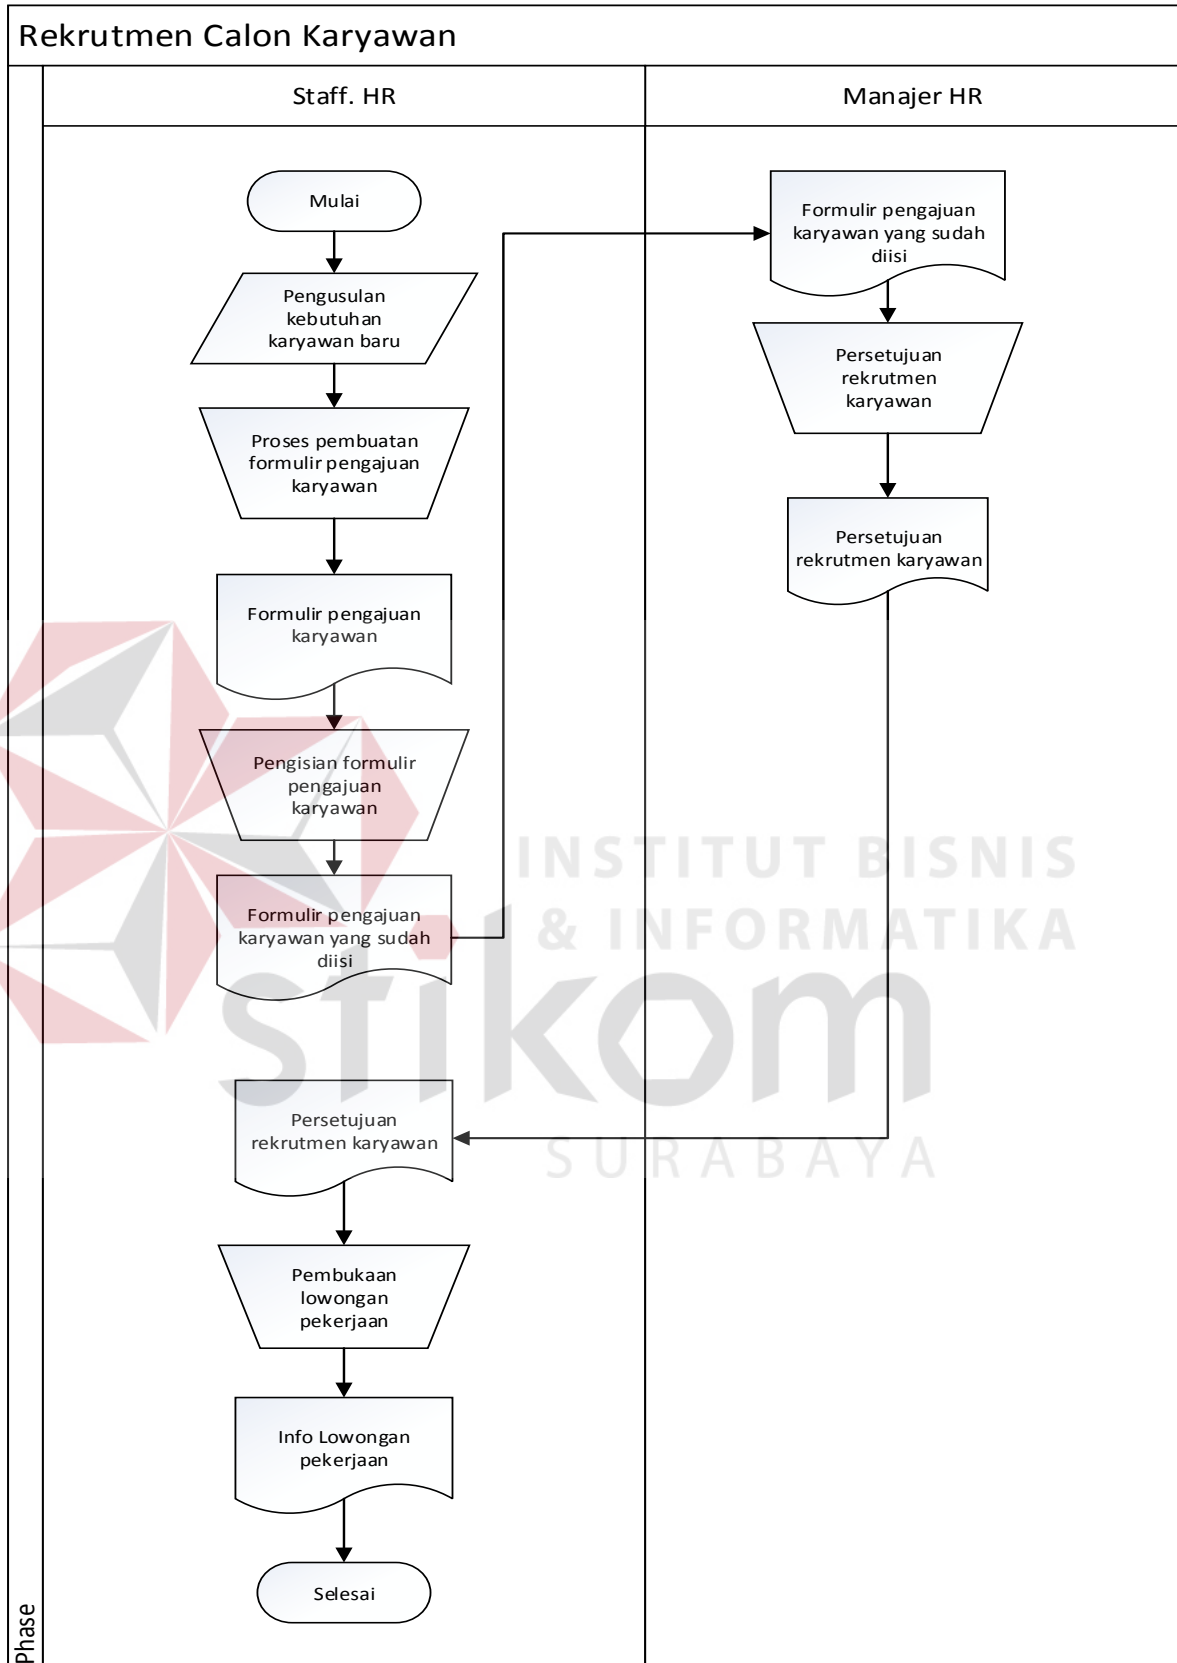 Rekrutmen Calon Karyawan
Staff. HR
Manajer HR
Mulai
Pengusulan
kebutuhan
karyawan baru
Proses pembuatan
formulir pengajuan
karyawan
Formulir pengajuan
karyawan
Pengisian formulir
pengajuan
karyawan
Formulir pengajuan
karyawan yang sudah
diisi
Formulir pengajuan
karyawan yang sudah
diisi
Persetujuan
rekrutmen
karyawan
Persetujuan
rekrutmen karyawan
Persetujuan
rekrutmen karyawan
Pembukaan
lowongan
pekerjaan
Info Lowongan
pekerjaan
Selesai
Phase
INSTITUT BISNIS
& INFORMATIKA
stikom
SURABAYA